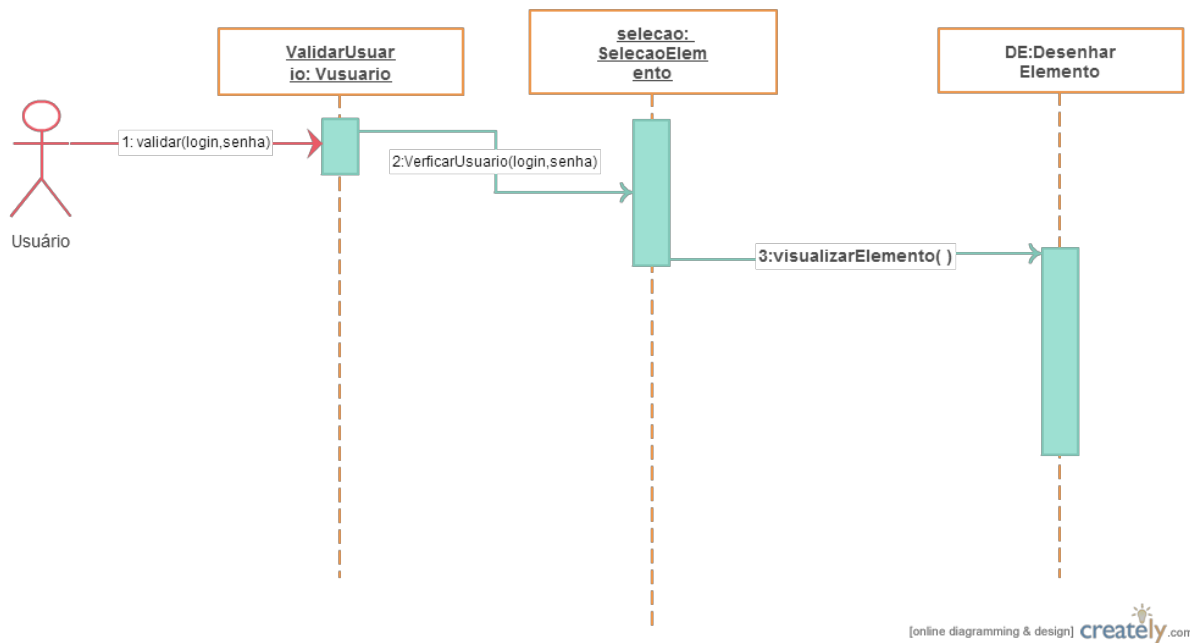 ValidarUsuar
io: Vusuario
selecao:
SelecaoElem
ento
DE:Desenhar
Elemento
1: validar(login,senha)
2:VerficarUsuario(login,senha)
Usuário
3:visualizarElemento( )
[online diagramming & design] creately.com